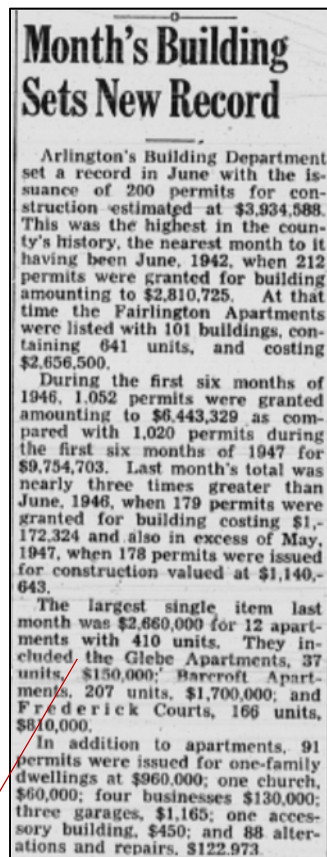 Month's Building
Sets New Record
Arlington's Building Department
set a record in June with the is-
suance of 200 permits for con-
struction estimated at $3,934,588.
This was the highest in the coun-
ty's history, the nearest month to it
having been June, 1942, when 212
permits were granted for building
amounting to $2,810,725. At that
time the Fairlington Apartments
were listed with 101 buildings, con-
taining 641 units, and costing
$2,656,500.
During the first six months of
1946, 1,052 permits were granted
amounting to $6,443,329 as com-
pared with 1,020 permits during
the first six months of 1947 for
$9,754,703. Last month's total was
nearly three times greater than
June, 1946, when 179 permits were
granted for building costing $1,-
172,324 and also in excess of May,
1947, when 178 permits were issued
for construction valued at $1,140,-
643.
The largest single item last
month was $2,660,000 for 12 apart-
ments with 410 units. They in-
cluded the Glebe Apartments, 37
units, $150,000; Barcroft Apart-
ments, 207 units, $1,700,000; and
Frederick Courts, 166 units,
$810,000.
In addition to apartments, 91
permits were issued for one-family
dwellings at $960,000; one church,
$60,000; four businesses $130,000;
three garages, $1,165; one acces-
sory building, $450; and 88 alter-
ations and repairs, $122,973.